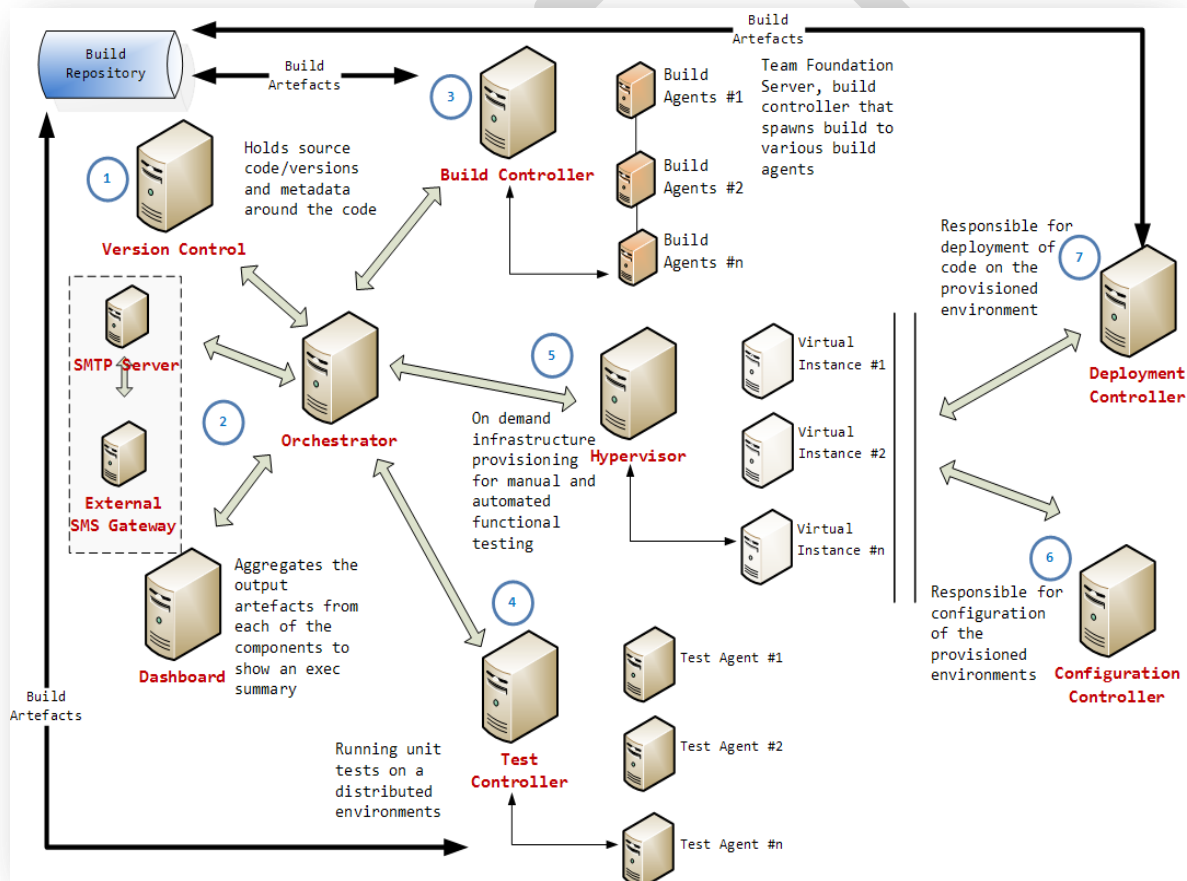 Build
Artefacts
Build
Repository
Build
Artefacts
3
Build
Agents #1
Team Foundation
Server, build
controller that
spawns build to
various build
agents
1
Holds source
code/versions
and metadata
around the code
Build Controller
Build
Agents #2
Version Control
Build
Agents #n
Responsible for
deployment of
code on the
provisioned
environment
7
SMTP Server
5
Virtual
Instance #1
Deployment
Controller
2
Orchestrator
On demand
infrastructure
provisioning
for manual and
automated
functional
testing
Hypervisor
Virtual
Instance #2
External
SMS Gateway
Virtual
Instance #n
6
Aggregates the
output
artefacts from
each of the
components to
show an exec
summary
4
Responsible for
configuration
of the
provisioned
environments
Dashboard
Test Agent #1
Configuration
Controller
Build
Artefacts
Running unit
tests on a
distributed
environments
Test
Controller
Test Agent #2
Test Agent #n